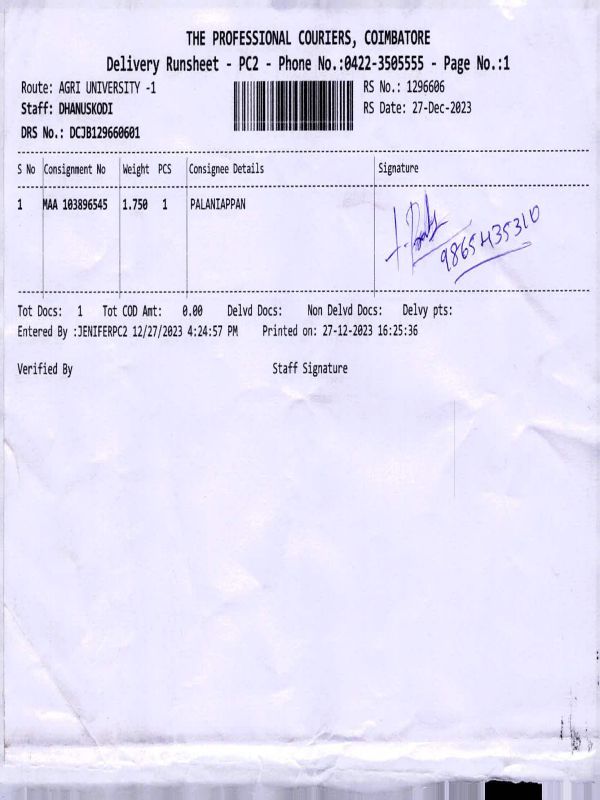 THE PROFESSIONAL COURIERS, COIMBATORE
Delivery Runsheet - PC2 - Phone No.:0422-3505555 - Page No.:1
Route: AGRI UNIVERSITY -1
RS No.: 1296606
Staff: DHANUSKODI
RS Date: 27-Dec-2023
DRS No.: DCJB129660601
S No Consignment No Weight PCS Consignee Details Signature
1 MAA 103896545 1.750 1 PALANIAPPAN
9865435310
Tot Docs: 1 Tot COD Amt: 0.00 Delvd Docs: Non Delvd Docs: Delvy pts:
Entered By :JENIFERPC2 12/27/2023 4:24:57 PM Printed on: 27-12-2023 16:25:36
Verified By Staff Signature